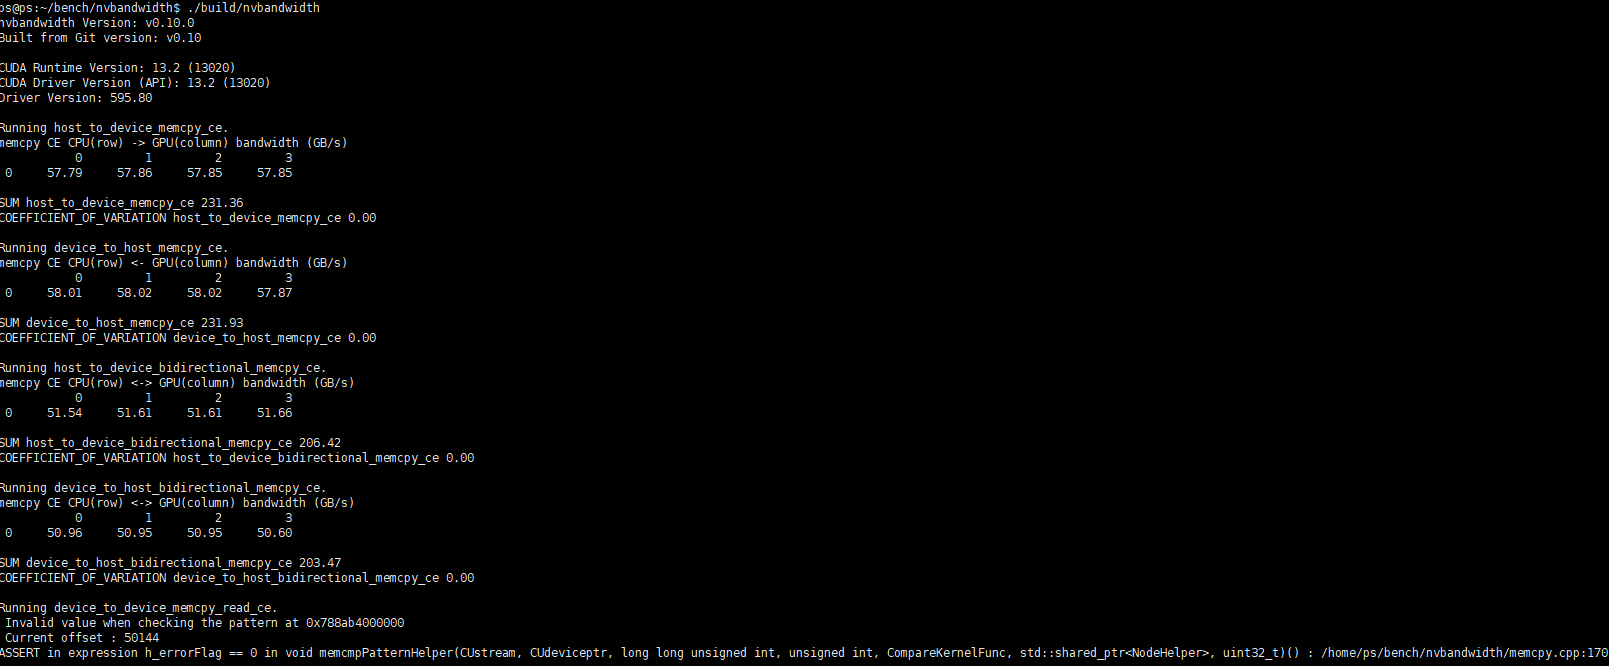 ps@ps:~/bench/nvbandwidth$ ./build/nvbandwidth
nvbandwidth Version: v0.10.0
Built from Git version: v0.10
CUDA Runtime Version: 13.2 (13020)
CUDA Driver Version (API): 13.2 (13020)
Driver Version: 595.80
Running host_to_device_memcpy_ce.
memcpy CE CPU(row) -> GPU(column) bandwidth (GB/s)
0 1 2 3
0 57.79 57.86 57.85 57.85
SUM host_to_device_memcpy_ce 231.36
COEFFICIENT_OF_VARIATION host_to_device_memcpy_ce 0.00
Running device_to_host_memcpy_ce.
memcpy CE CPU(row) <- GPU(column) bandwidth (GB/s)
0 1 2 3
0 58.01 58.02 58.02 57.87
SUM device_to_host_memcpy_ce 231.93
COEFFICIENT_OF_VARIATION device_to_host_memcpy_ce 0.00
Running host_to_device_bidirectional_memcpy_ce.
memcpy CE CPU(row) <-> GPU(column) bandwidth (GB/s)
0 1 2 3
0 51.54 51.61 51.61 51.66
SUM host_to_device_bidirectional_memcpy_ce 206.42
COEFFICIENT_OF_VARIATION host_to_device_bidirectional_memcpy_ce 0.00
Running device_to_host_bidirectional_memcpy_ce.
memcpy CE CPU(row) <-> GPU(column) bandwidth (GB/s)
0 1 2 3
0 50.96 50.95 50.95 50.60
SUM device_to_host_bidirectional_memcpy_ce 203.47
COEFFICIENT_OF_VARIATION device_to_host_bidirectional_memcpy_ce 0.00
Running device_to_device_memcpy_read_ce.
Invalid value when checking the pattern at 0x788ab4000000
Current offset : 50144
ASSERT in expression h_errorFlag == 0 in void memcmpPatternHelper(CUstream, CUdeviceptr, long long unsigned int, unsigned int, CompareKernelFunc, std::shared_ptr<NodeHelper>, uint32_t)() : /home/ps/bench/nvbandwidth/memcpy.cpp:170